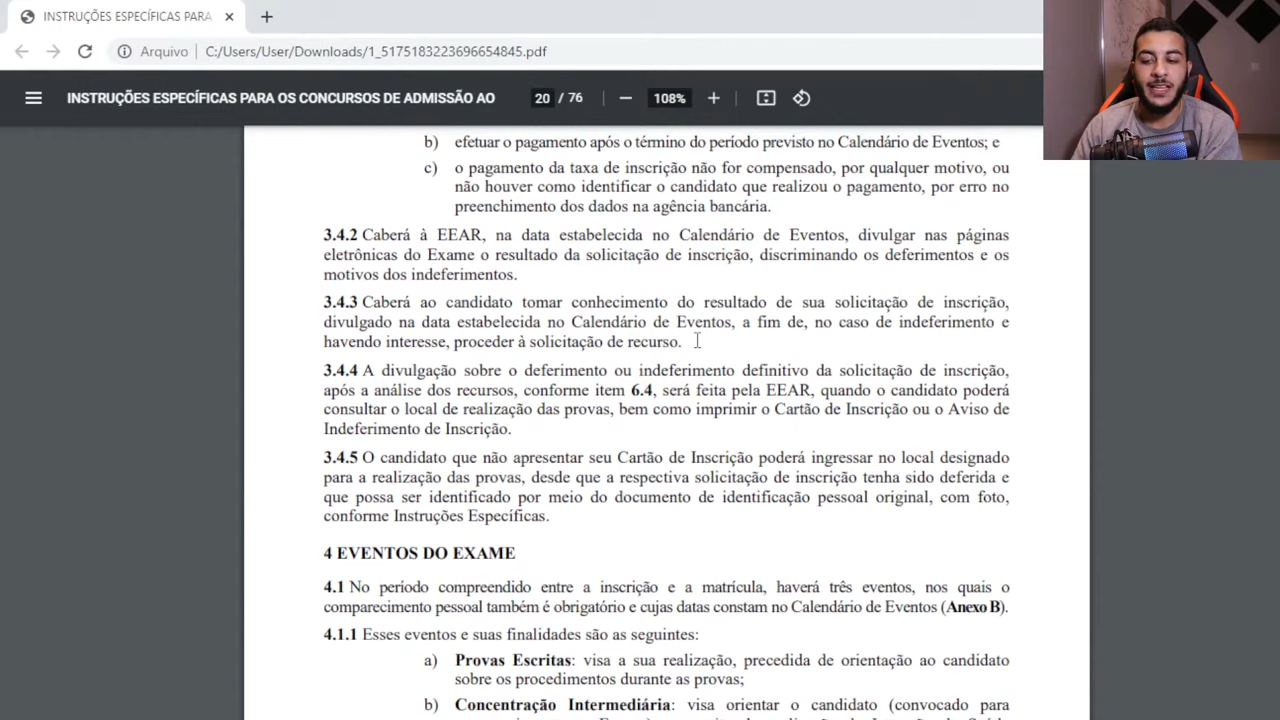 INSTRUÇÕES ESPECÍFICAS PARA
Arquivo C:/Users/User/Downloads/1_5175183223696654845.pdf
INSTRUÇÕES ESPECÍFICAS PARA OS CONCURSOS DE ADMISSÃO AO 20 / 76 108%
b) efetuar o pagamento após o término do período previsto no Calendário de Eventos; e
c) o pagamento da taxa de inscrição não for compensado, por qualquer motivo, ou
não houver como identificar o candidato que realizou o pagamento, por erro no
preenchimento dos dados na agência bancária.
3.4.2 Caberá à EEAR, na data estabelecida no Calendário de Eventos, divulgar nas páginas
eletrônicas do Exame o resultado da solicitação de inscrição, discriminando os deferimentos e os
motivos dos indeferimentos.
3.4.3 Caberá ao candidato tomar conhecimento do resultado de sua solicitação de inscrição,
divulgado na data estabelecida no Calendário de Eventos, a fim de, no caso de indeferimento e
havendo interesse, proceder à solicitação de recurso.
3.4.4 A divulgação sobre o deferimento ou indeferimento definitivo da solicitação de inscrição,
após a análise dos recursos, conforme item 6.4, será feita pela EEAR, quando o candidato poderá
consultar o local de realização das provas, bem como imprimir o Cartão de Inscrição ou o Aviso de
Indeferimento de Inscrição.
3.4.5 O candidato que não apresentar seu Cartão de Inscrição poderá ingressar no local designado
para a realização das provas, desde que a respectiva solicitação de inscrição tenha sido deferida e
que possa ser identificado por meio do documento de identificação pessoal original, com foto,
conforme Instruções Específicas.
4 EVENTOS DO EXAME
4.1 No período compreendido entre a inscrição e a matrícula, haverá três eventos, nos quais o
comparecimento pessoal também é obrigatório e cujas datas constam no Calendário de Eventos (Anexo B).
4.1.1 Esses eventos e suas finalidades são as seguintes:
a) Provas Escritas: visa a sua realização, precedida de orientação ao candidato
sobre os procedimentos durante as provas;
b) Concentração Intermediária: visa orientar o candidato (convocado para